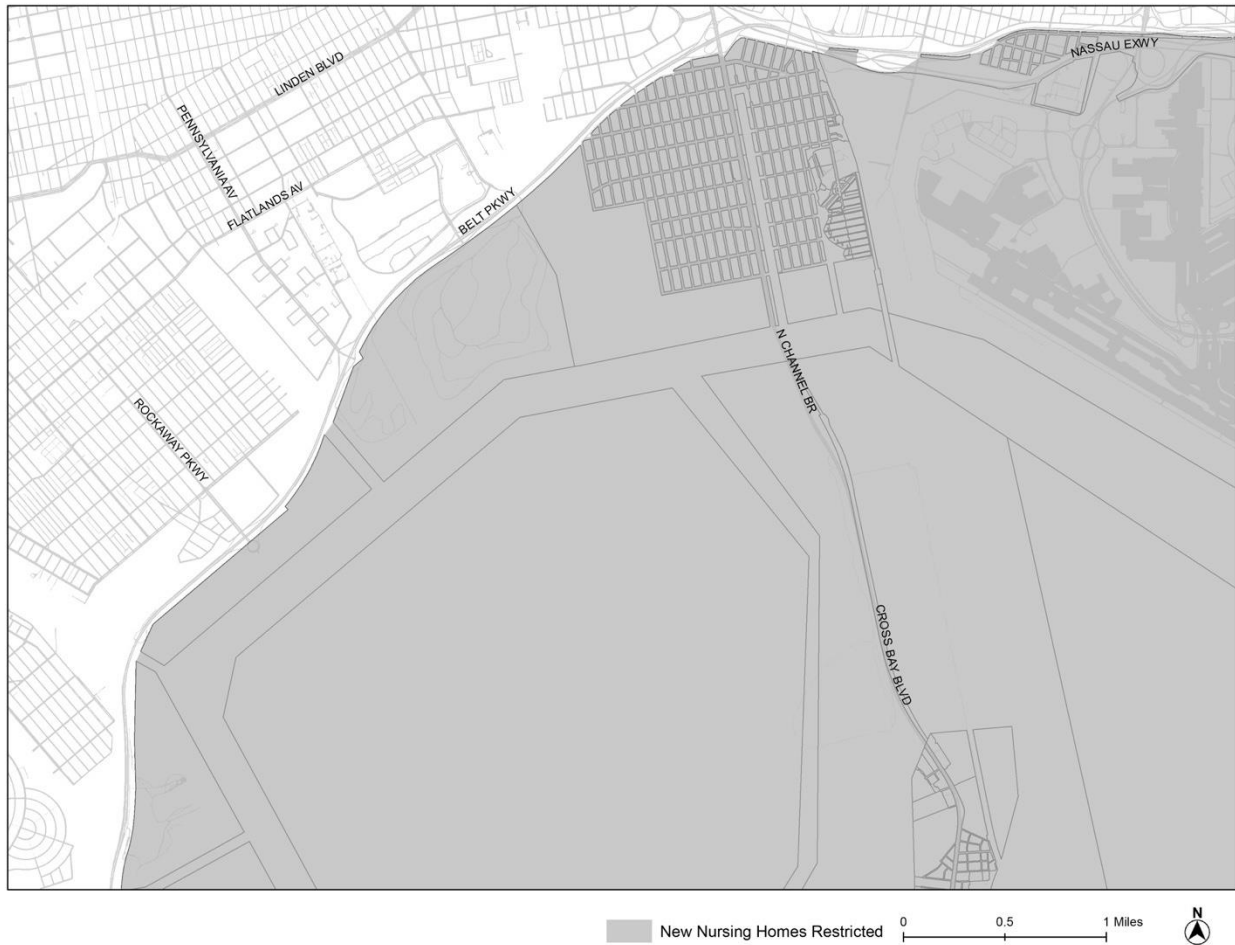 NASSAU EXWY
LINDEN BLVD
PENNSYLVANIA AV
FLATLANDS AV
BELT PKWY
N CHANNEL BR
ROCKAWAY PKWY
CROSS BAY BLVD
New Nursing Homes Restricted
0 0.5 1 Miles
N